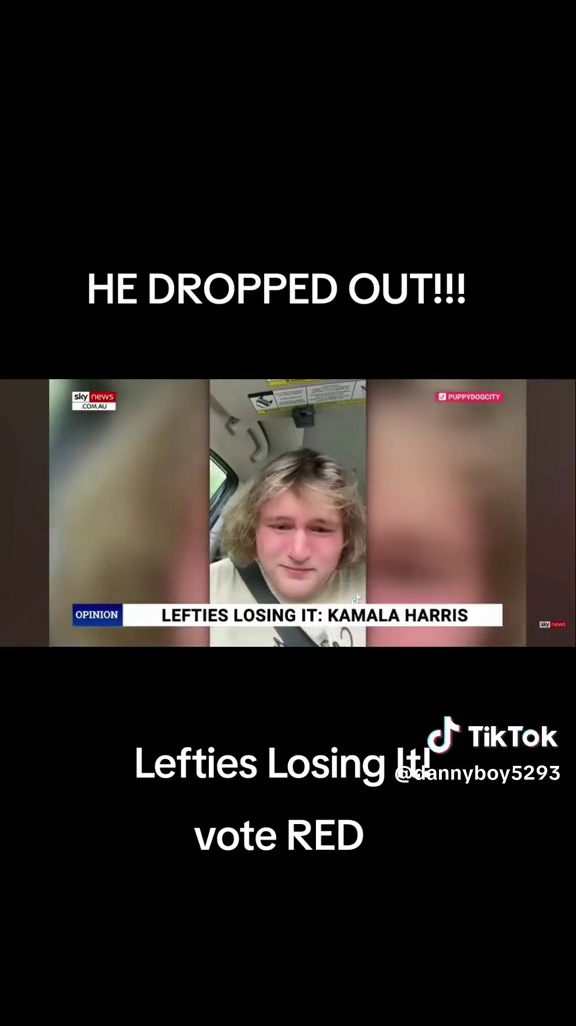 HE DROPPED OUT!!!
sky news
.COM.AU
PUPPYDOGCITY
OPINION
LEFTIES LOSING IT: KAMALA HARRIS
sky news
TikTok
Lefties Losing It!
@dannyboy5293
vote RED